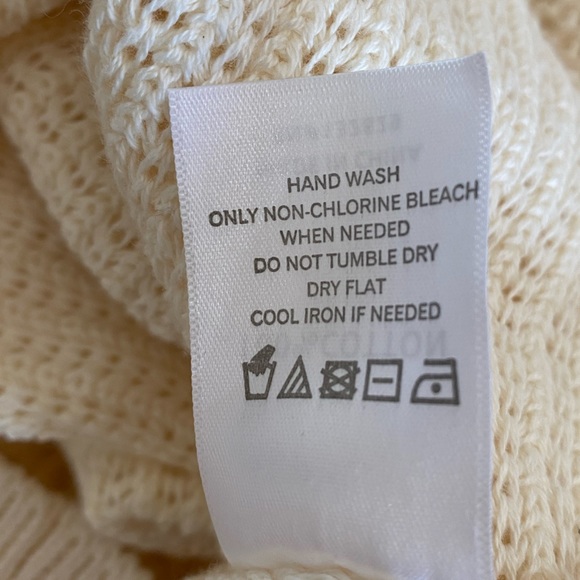 HAND WASH
ONLY NON-CHLORINE BLEACH
WHEN NEEDED
DO NOT TUMBLE DRY
DRY FLAT
COOL IRON IF NEEDED